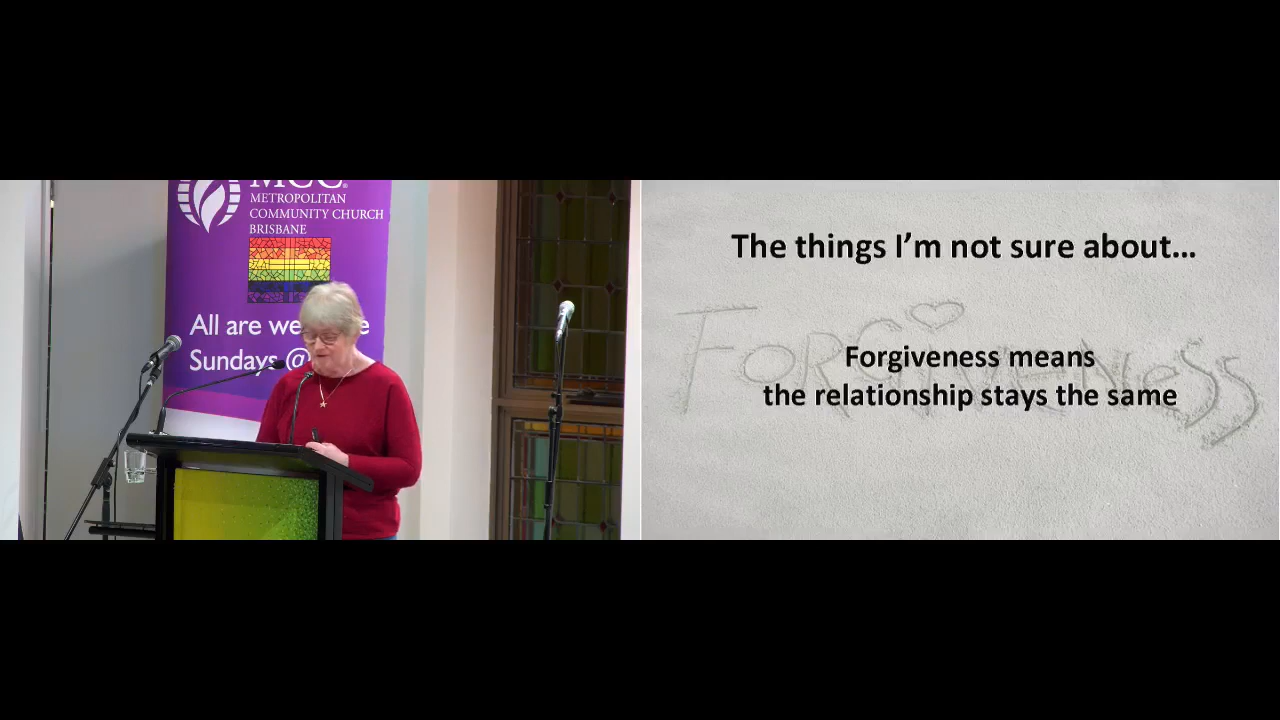 MCC
METROPOLITAN
COMMUNITY CHURCH
BRISBANE
All are
Sundays @
The things I'm not sure about...
FORGIVENESS
Forgiveness means
the relationship stays the same